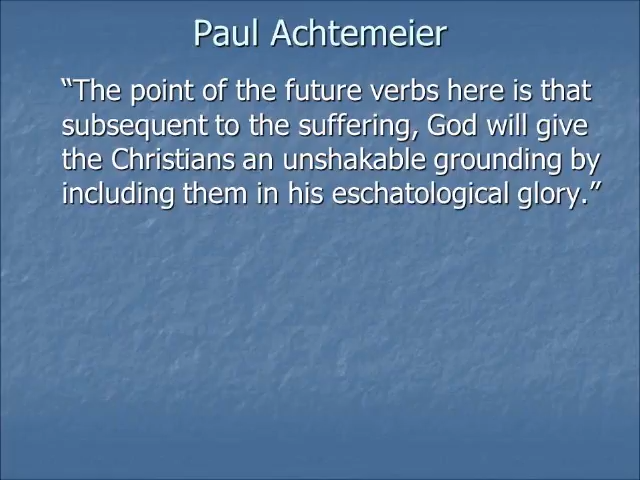 Paul Achtemeier
“The point of the future verbs here is that
subsequent to the suffering, God will give
the Christians an unshakable grounding by
including them in his eschatological glory.”